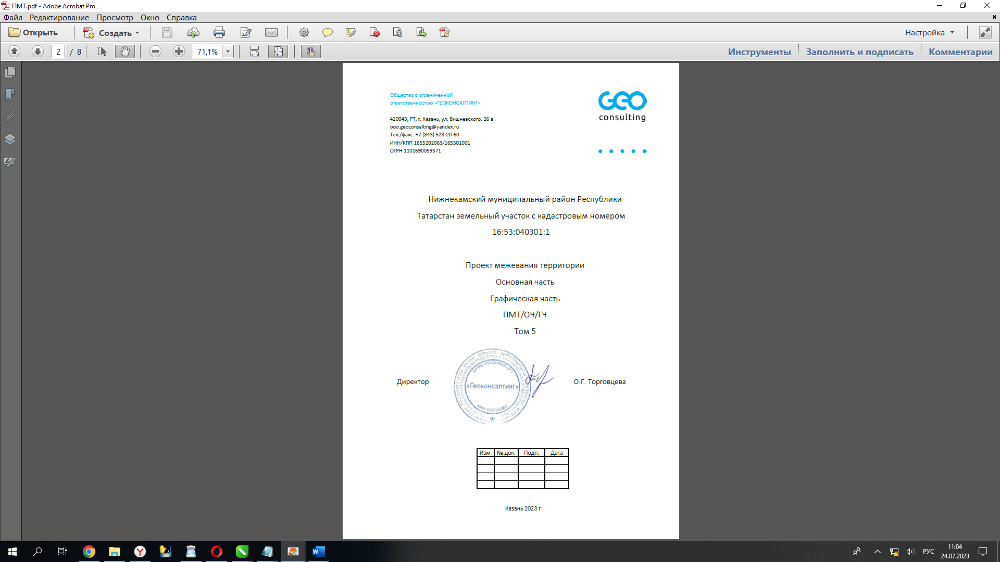 ПМТ.pdf - Adobe Acrobat Pro
Файл Редактирование Просмотр Окно Справка
Открыть Создать Настройка
2 / 8 71,1% Инструменты Заполнить и подписать Комментарии
Общество с ограниченной
ответственностью «ГЕОКОНСАЛТИНГ»
GEO
consulting
420043, РТ, г. Казань, ул. Вишневского, 26 а
ooo.geoconsalting@yandex.ru
Тел./факс: +7 (843) 528-20-60
ИНН/КПП 1655202063/165501001
ОГРН 1101690059371
Нижнекамский муниципальный район Республики
Татарстан земельный участок с кадастровым номером
16:53:040301:1
Проект межевания территории
Основная часть
Графическая часть
ПМТ/ОЧ/ГЧ
Том 5
Директор
ОГРН 1101690059371
«Геоконсалтинг»
ИНН 1655202063
О.Г. Торговцева
Изм. № док. Подп. Дата
Казань 2023 г
РУС
11:04
24.07.2023